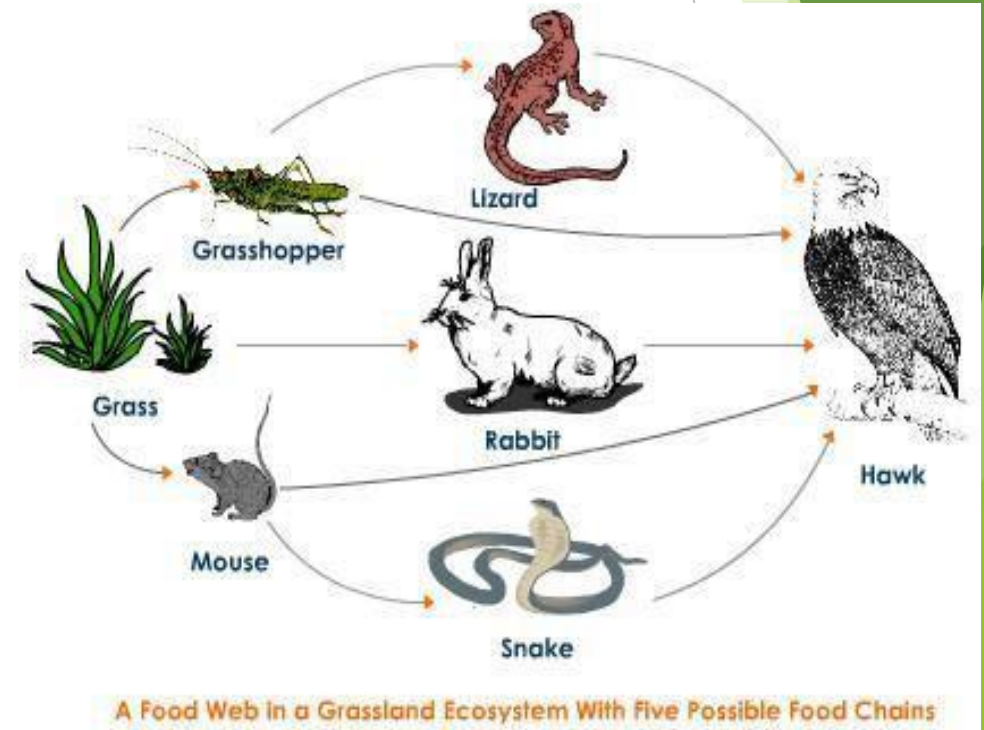 Lizard
Grasshopper
Grass
Rabbit
Hawk
Mouse
Snake
A Food Web in a Grassland Ecosystem With Five Possible Food Chains